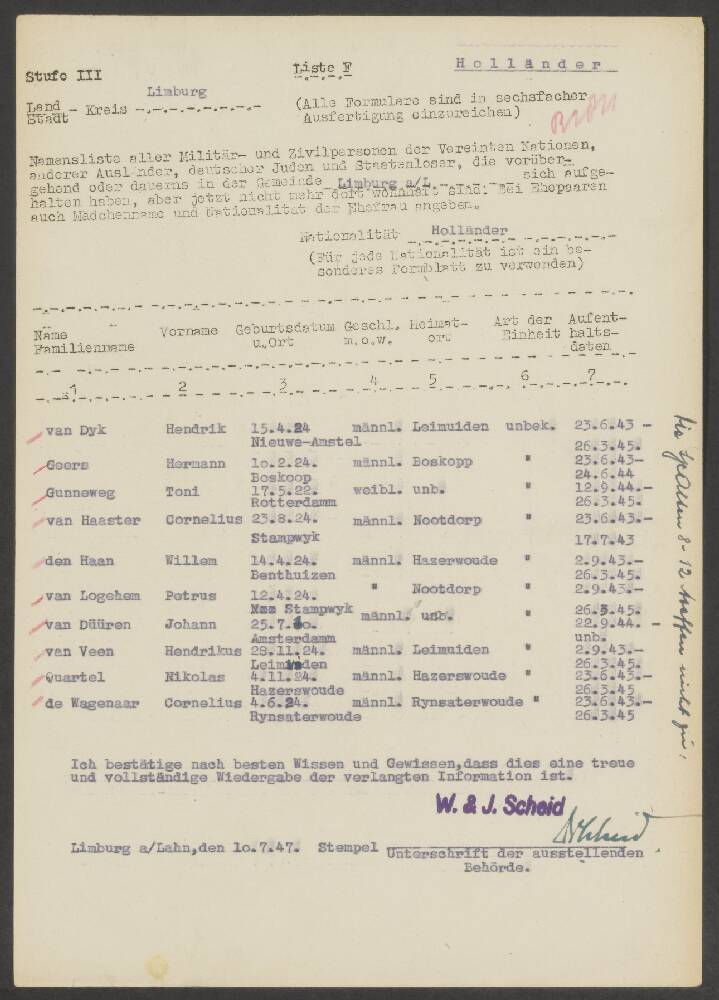 Holländer
Stufe III
Liste F
Limburg
Land
Stadt - Kreis -.-.-.-.-.-.-.-
(Alle Formulare sind in sechsfacher
Ausfertigung einzureichen)
Namensliste aller Militär- und Zivilpersonen der Vereinten Nationen,
anderer Ausländer, deutscher Juden und Staatenloser, die vorüber-
gehend oder dauernd in der Gemeinde Limburg a/L. sich aufge-
halten haben, aber jetzt nicht mehr dort wohnhaft sind. Bei Ehepaaren
auch Mädchenname und Nationalität der Ehefrau angeben.
Nationalität Holländer
(Für jede Nationalität ist ein be-
sonderes Formblatt zu verwenden)
Name Vorname Geburtsdatum Geschl. Heimat- Art der Aufent-
Familienname u.Ort m.o.w. ort Einheit halts-
daten
1 2 3 4 5 6 7
van Dyk Hendrik 15.4.24 männl. Leimuiden unbek. 23.6.43 -
Nieuwe-Amstel 26.3.45.
Geers Hermann 10.2.24. männl. Boskopp " 23.6.43-
Boskoop 24.6.44
Gunneweg Toni 17.5.22. weibl. unb. " 12.9.44.-
Rotterdamm 26.3.45.
van Haaster Cornelius 23.8.24. männl. Nootdorp " 23.6.43.-
Stampwyk 17.7.43
den Haan Willem 14.4.24. männl. Hazerwoude " 2.9.43.-
Benthuizen 26.3.45.
van Logehem Petrus 12.4.24. " Nootdorp " 2.9.43.-
Stampwyk 26.3.45.
van Düüren Johann 25.7. männl. unb. " 22.9.44. -
Amsterdamm unb.
van Veen Hendrikus 28.11.24. männl. Leimuiden " 2.9.43.-
Leimuiden 26.3.45.
Quartel Nikolas 4.11.24. männl. Hazerswoude " 23.6.43.-
Hazerswoude 26.3.45
de Wagenaar Cornelius 4.6.24. männl. Rynsaterwoude " 23.6.43.-
Rynsaterwoude 26.3.45
die Spalten 8-12 treffen nicht zu.
Ich bestätige nach besten Wissen und Gewissen,dass dies eine treue
und vollständige Wiedergabe der verlangten Information ist.
W. & J. Scheid
Scheid
Limburg a/Lahn,den 10.7.47. Stempel
Unterschrift der ausstellenden
Behörde.